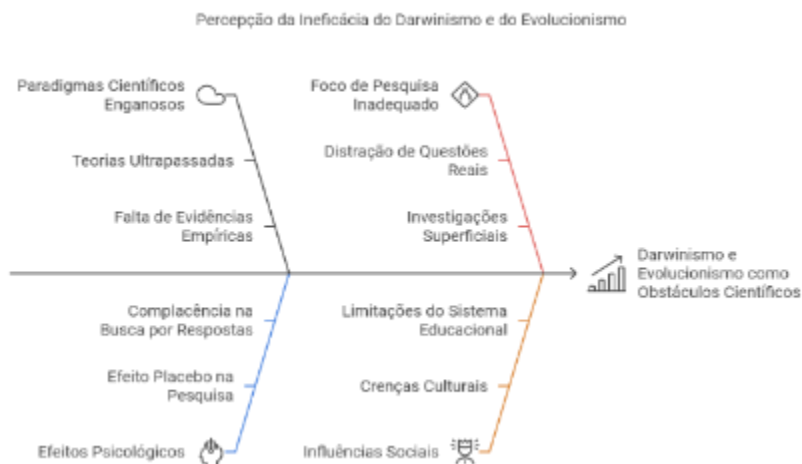 Percepção da Ineficácia do Darwinismo e do Evolucionismo
Paradigmas Científicos
Enganosos
Teorias Ultrapassadas
Falta de Evidências
Empíricas
Foco de Pesquisa
Inadequado
Distração de Questões
Reais
Investigações
Superficiais
Darwinismo e
Evolucionismo como
Obstáculos Científicos
Complacência na
Busca por Respostas
Efeito Placebo na
Pesquisa
Efeitos Psicológicos
Limitações do Sistema
Educacional
Crenças Culturais
Influências Sociais